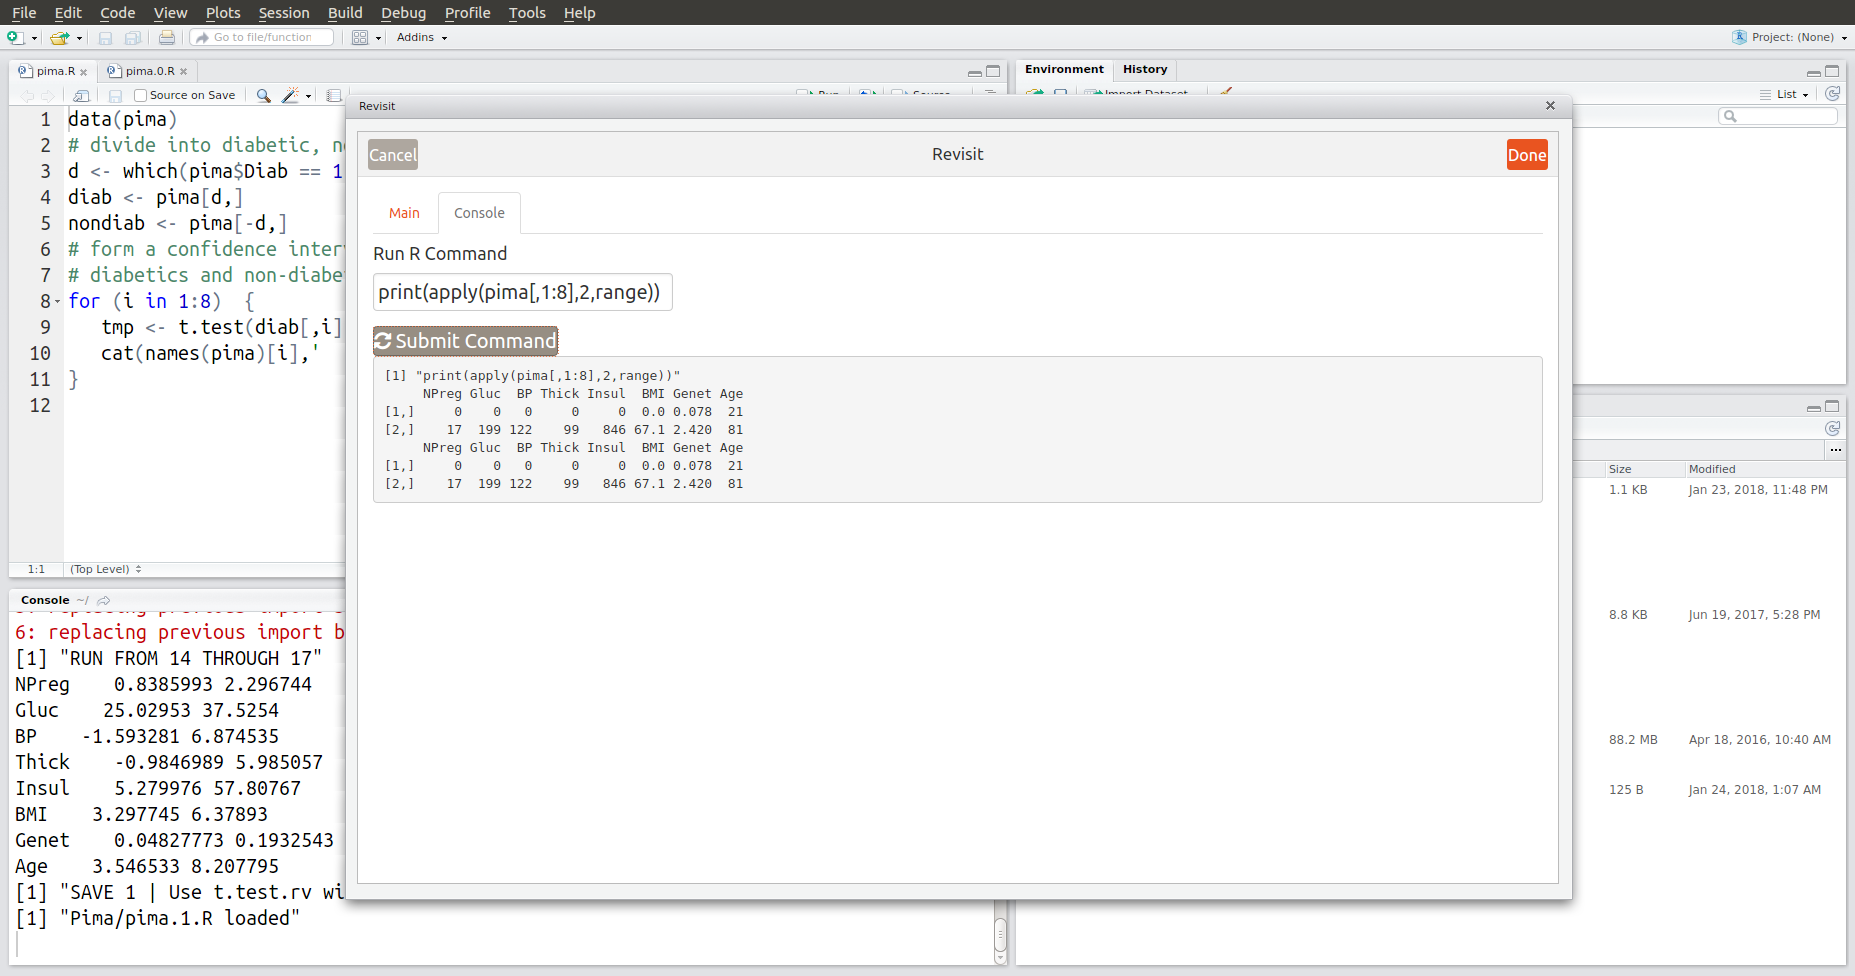 File Edit Code View Plots Session Build Debug Profile Tools Help
Go to file/function
Addins
Project: (None)
pima.R
pima.0.R
Source on Save
1 data(pima)
2 # divide into diabetic,
3 d <- which(pima$Diab == 1
4 diab <- pima[d,]
5 nondiab <- pima[-d,]
6 # form a confidence
7 # diabetics and
8 for (i in 1:8) {
9 tmp <- t.test(diab[,i]
10 cat(names(pima)[i],'
11 }
12
1:1 (Top Level)
Console ~/
6: replacing previous import b
[1] "RUN FROM 14 THROUGH 17"
NPreg 0.8385993 2.296744
Gluc 25.02953 37.5254
BP -1.593281 6.874535
Thick -0.9846989 5.985057
Insul 5.279976 57.80767
BMI 3.297745 6.37893
Genet 0.04827773 0.1932543
Age 3.546533 8.207795
[1] "SAVE 1 | Use t.test.rv wi
[1] "Pima/pima.1.R loaded"
Revisit
Cancel
Revisit
Done
Main
Console
Run R Command
print(apply(pima[,1:8],2,range))
Submit Command
[1] "print(apply(pima[,1:8],2,range))"
NPreg Gluc BP Thick Insul BMI Genet Age
[1,] 0 0 0 0 0 0.0 0.078 21
[2,] 17 199 122 99 846 67.1 2.420 81
NPreg Gluc BP Thick Insul BMI Genet Age
[1,] 0 0 0 0 0 0.0 0.078 21
[2,] 17 199 122 99 846 67.1 2.420 81
Environment
History
Import Dataset
List
Size Modified
1.1 KB Jan 23, 2018, 11:48 PM
8.8 KB Jun 19, 2017, 5:28 PM
88.2 MB Apr 18, 2016, 10:40 AM
125 B Jan 24, 2018, 1:07 AM